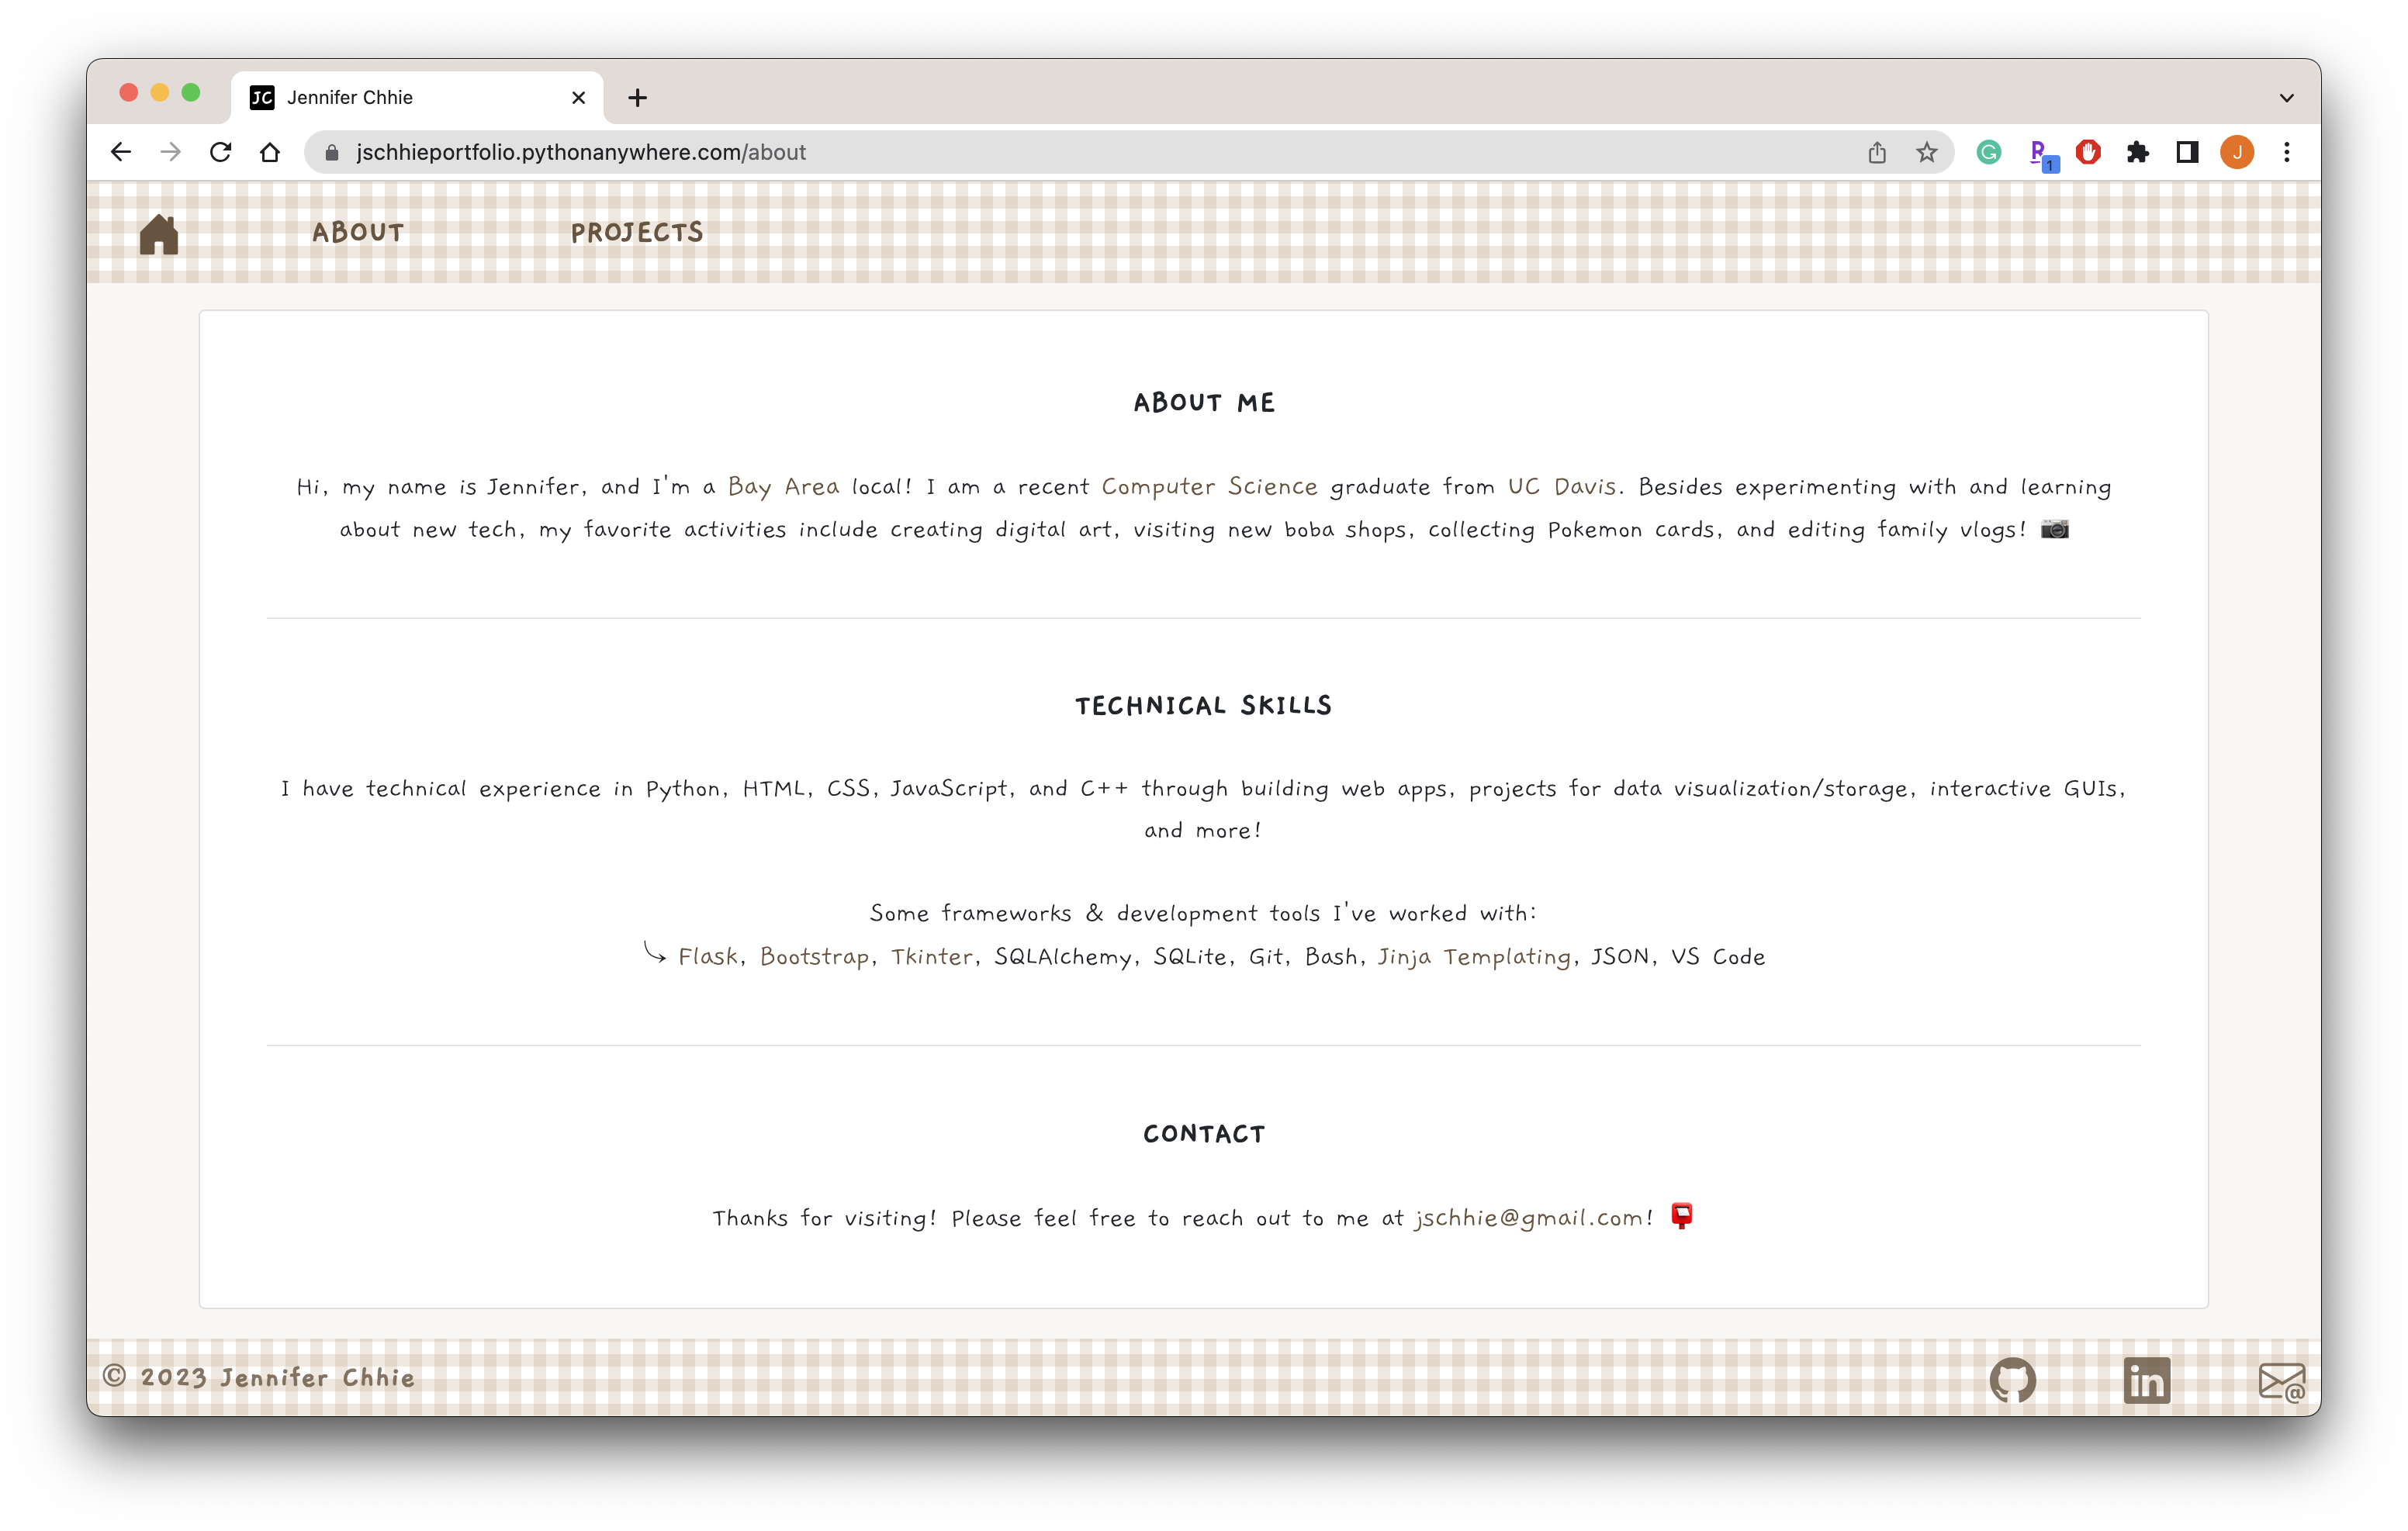 JC Jennifer Chhie
jschhieportfolio.pythonanywhere.com/about
1
J
ABOUT PROJECTS
ABOUT ME
Hi, my name is Jennifer, and I'm a Bay Area local! I am a recent Computer Science graduate from UC Davis. Besides experimenting with and learning
about new tech, my favorite activities include creating digital art, visiting new boba shops, collecting Pokemon cards, and editing family vlogs! 📷
TECHNICAL SKILLS
I have technical experience in Python, HTML, CSS, JavaScript, and C++ through building web apps, projects for data visualization/storage, interactive GUIs,
and more!
Some frameworks & development tools I've worked with:
⤷ Flask, Bootstrap, Tkinter, SQLAlchemy, SQLite, Git, Bash, Jinja Templating, JSON, VS Code
CONTACT
Thanks for visiting! Please feel free to reach out to me at jschhie@gmail.com! 📮
© 2023 Jennifer Chhie
in
@